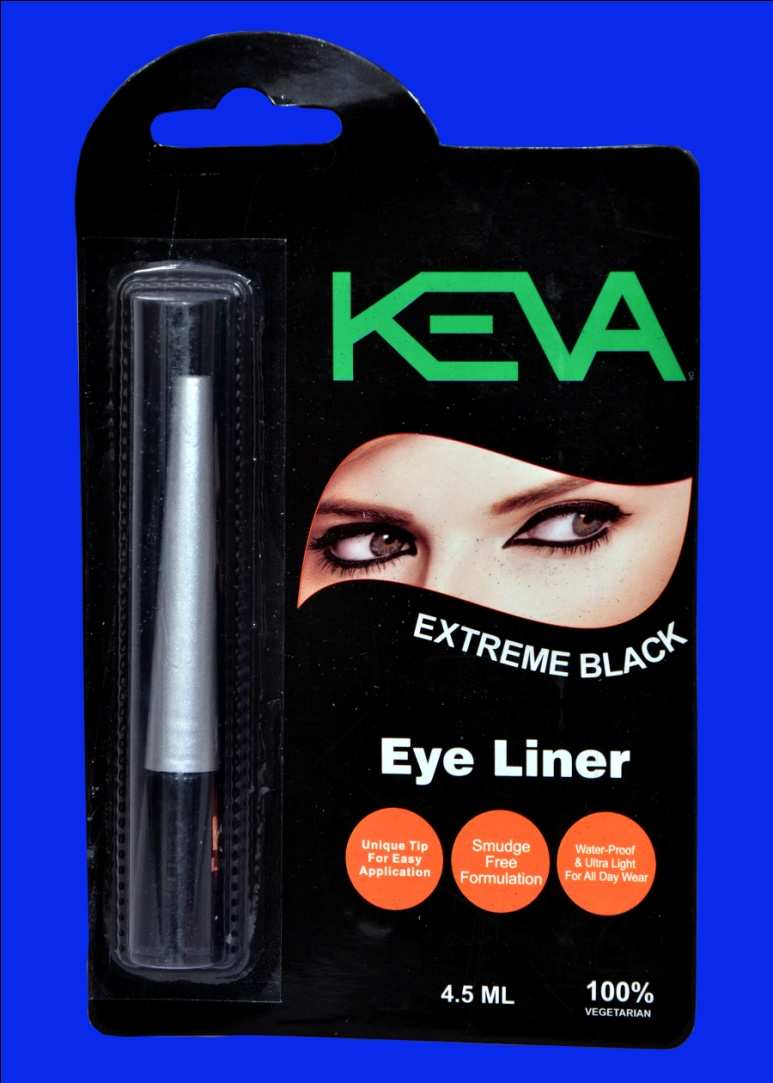 KEVA
EXTREME BLACK
Eye Liner
Unique Tip
For Easy
Application
Smudge
Free
Formulation
Water-Proof
& Ultra Light
For All Day Wear
4.5 ML
100%
VEGETARIAN